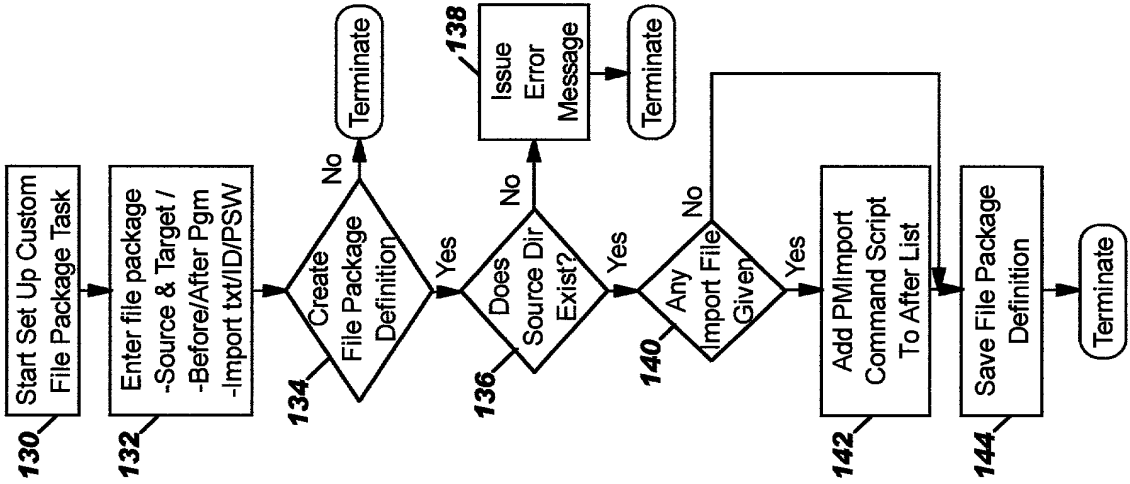 130
Start Set Up Custom
File Package Task
132
Enter file package
-Source & Target /
-Before/After Pgm
-Import txt/ID/PSW
134
Create
File Package
Definition
No
Terminate
Yes
136
Does
Source Dir
Exist?
No
138
Issue
Error
Message
Terminate
Yes
140
Any
Import File
Given
No
Yes
142
Add PMImport
Command Script
To After List
144
Save File Package
Definition
Terminate